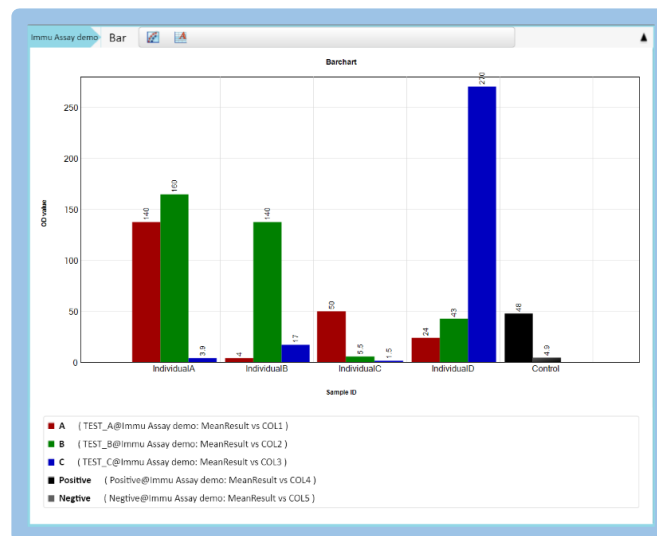 Immu Assay demo Bar
Barchart
OD value
250
200
150
100
50
0
140
160
3.9
4
140
17
50
5.5
1.5
24
43
270
48
4.9
IndividualA IndividualB IndividualC IndividualD Control
Sample ID
A ( TEST_A@Immu Assay demo: MeanResult vs COL1 )
B ( TEST_B@Immu Assay demo: MeanResult vs COL2 )
C ( TEST_C@Immu Assay demo: MeanResult vs COL3 )
Positive ( Positive@Immu Assay demo: MeanResult vs COL4 )
Negtive ( Negtive@Immu Assay demo: MeanResult vs COL5 )